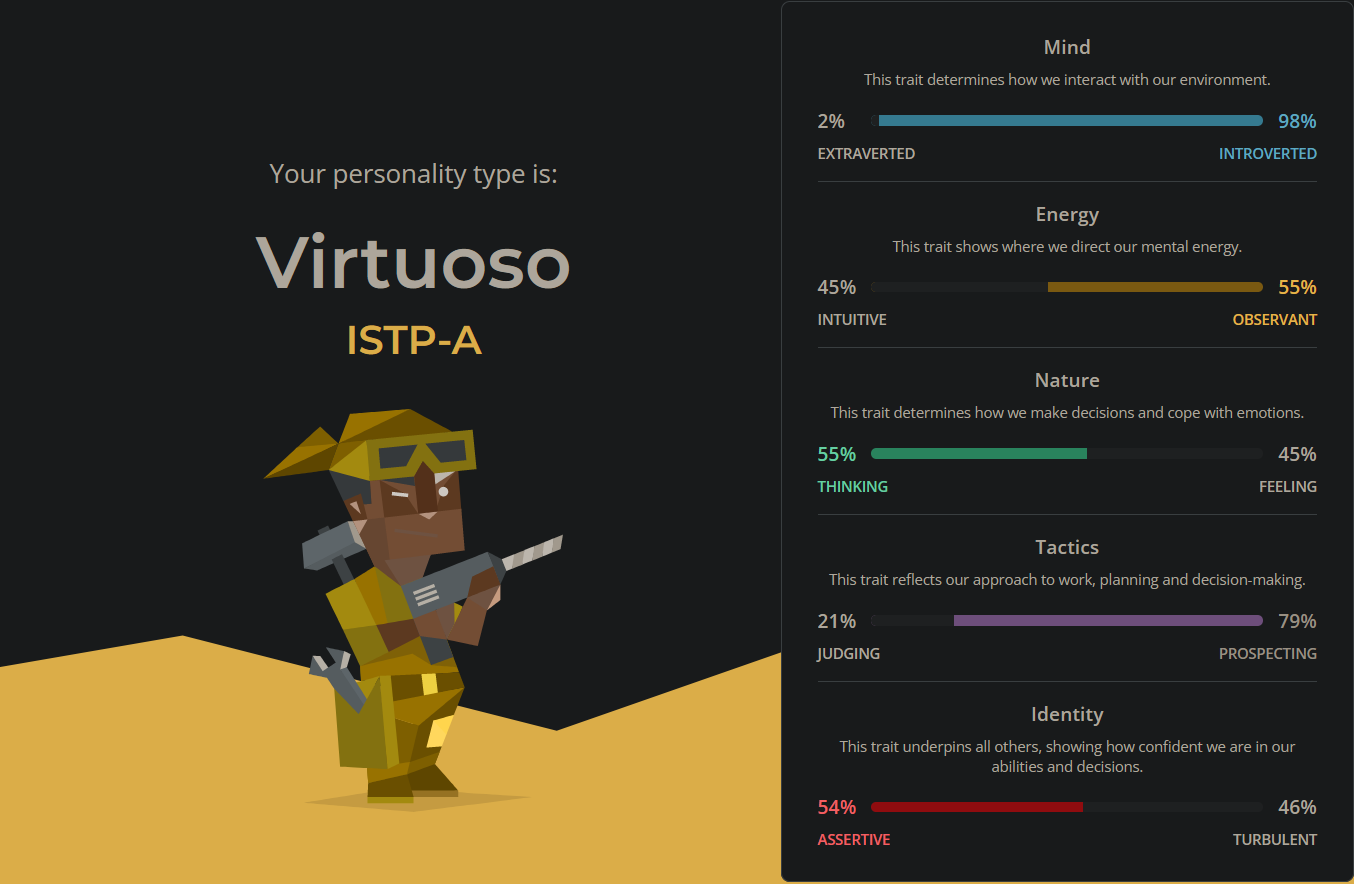 Your personality type is:
Virtuoso
ISTP-A
Mind
This trait determines how we interact with our environment.
2% 98%
EXTRAVERTED INTROVERTED
Energy
This trait shows where we direct our mental energy.
45% 55%
INTUITIVE OBSERVANT
Nature
This trait determines how we make decisions and cope with emotions.
55% 45%
THINKING FEELING
Tactics
This trait reflects our approach to work, planning and decision-making.
21% 79%
JUDGING PROSPECTING
Identity
This trait underpins all others, showing how confident we are in our
abilities and decisions.
54% 46%
ASSERTIVE TURBULENT